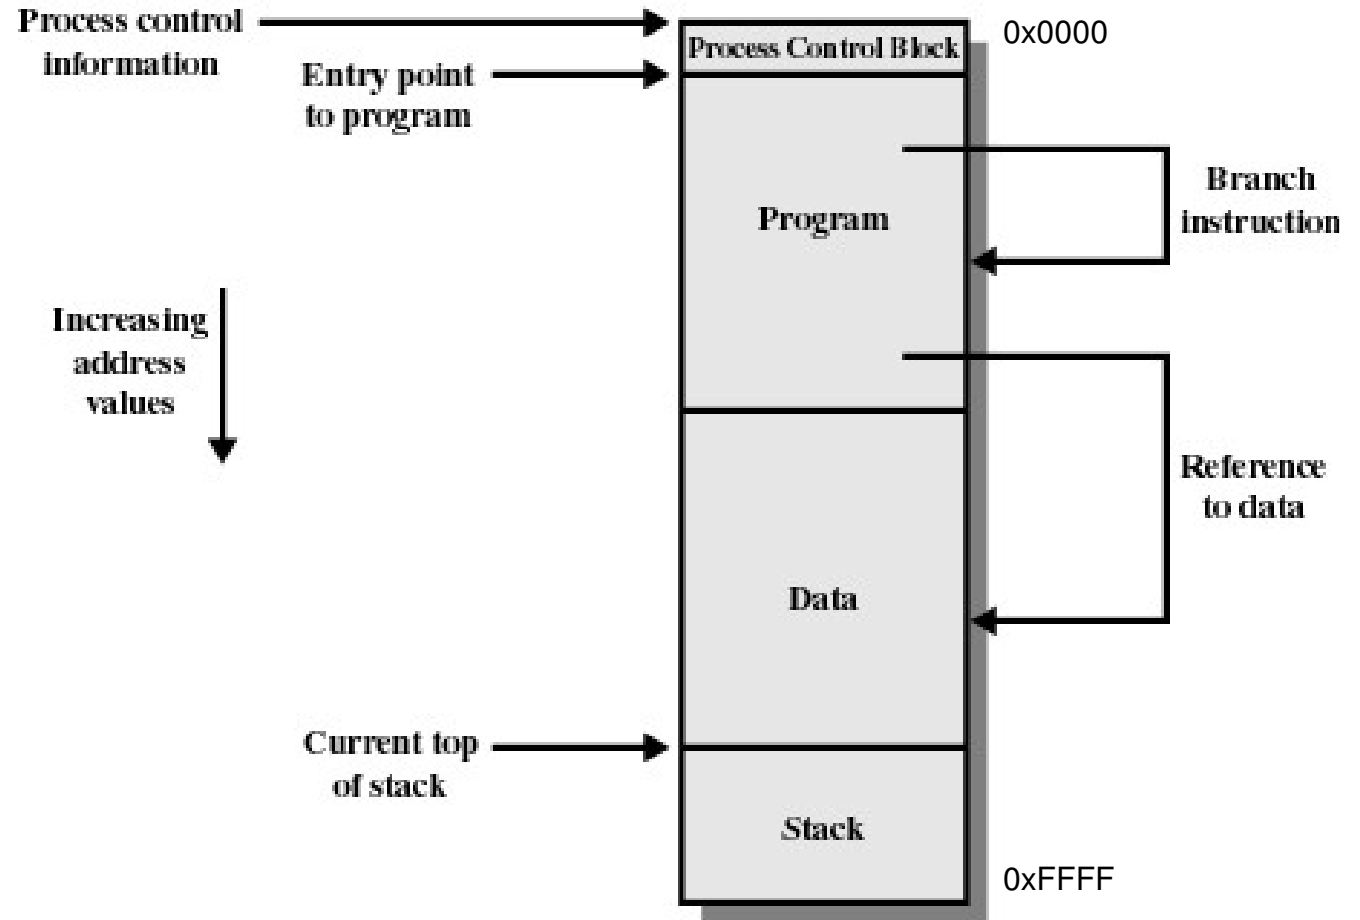 Process control
information
0x0000
Process Control Block
Entry point
to program
Branch
instruction
Program
Increasing
address
values
Reference
to data
Data
Current top
of stack
Stack
0xFFFF